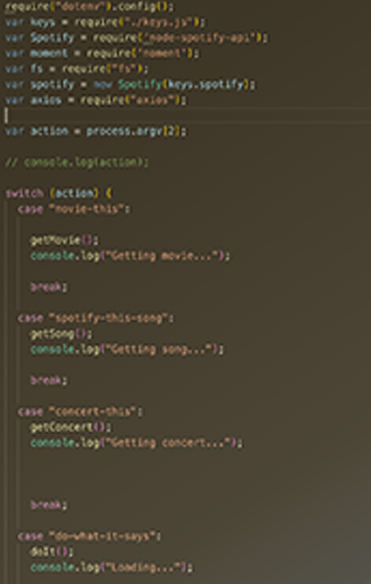 require("dotenv").config();
var keys = require("./keys.js");
var Spotify = require('node-spotify-api');
var moment = require('moment');
var fs = require("fs");
var spotify = new Spotify(keys.spotify);
var axios = require("axios");
var action = process.argv[2];
// console.log(action);
switch (action) {
case "movie-this":
getMovie();
console.log("Getting movie...");
break;
case "spotify-this-song":
getSong();
console.log("Getting song...");
break;
case "concert-this":
getConcert();
console.log("Getting concert...");
break;
case "do-what-it-says":
doIt();
console.log("Loading...");